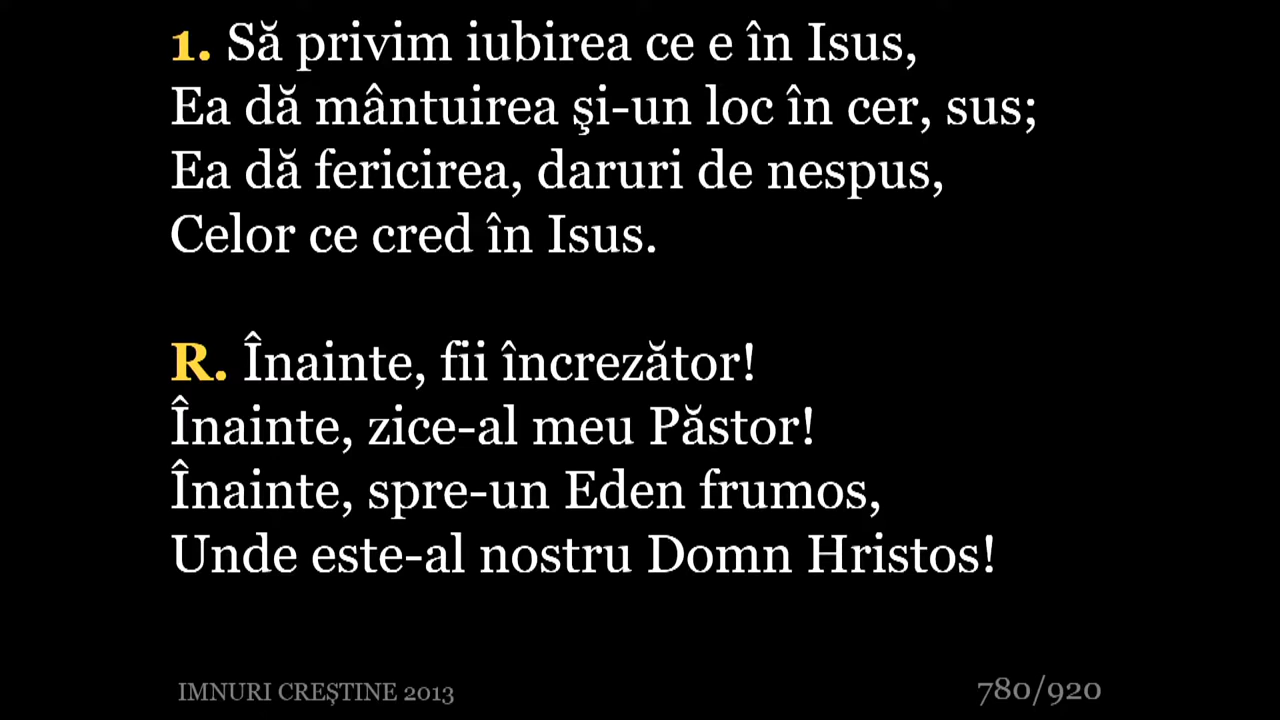 1. Să privim iubirea ce e în Isus,
Ea dă mântuirea şi-un loc în cer, sus;
Ea dă fericirea, daruri de nespus,
Celor ce cred în Isus.
R. Înainte, fii încrezător!
Înainte, zice-al meu Păstor!
Înainte, spre-un Eden frumos,
Unde este-al nostru Domn Hristos!
IMNURI CREŞTINE 2013
780/920